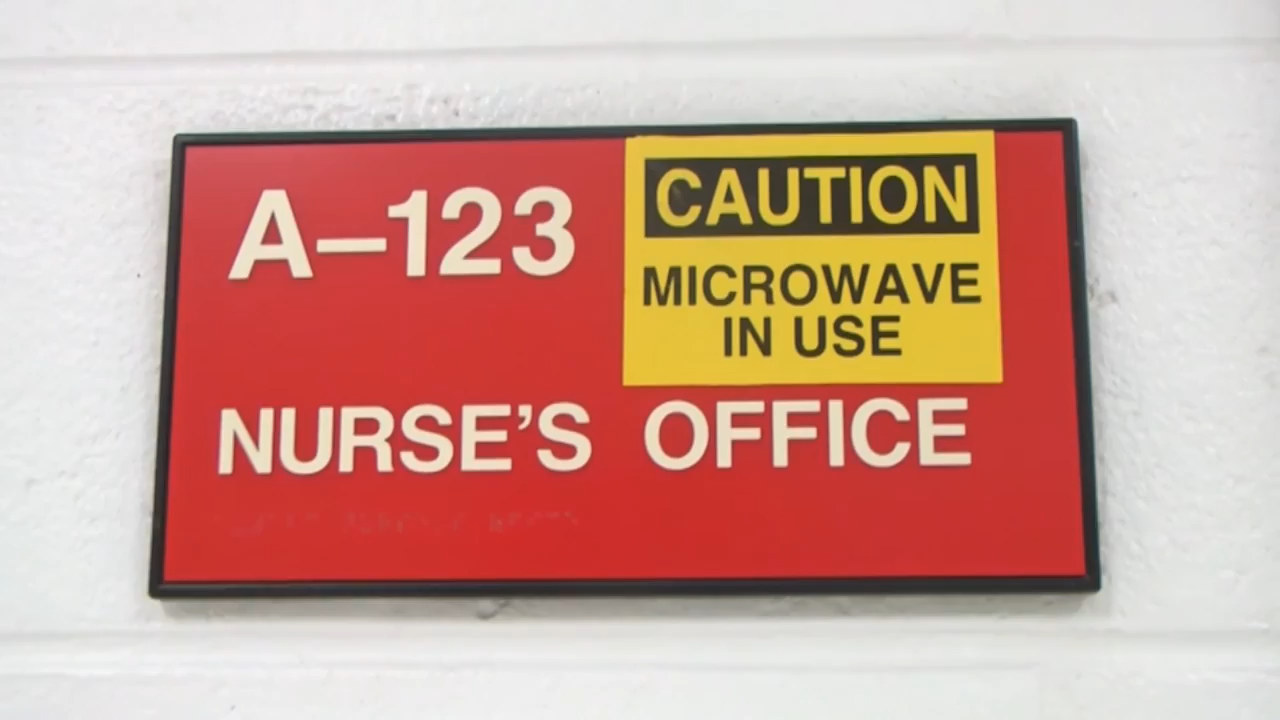 A–123
CAUTION
MICROWAVE
IN USE
NURSE’S OFFICE